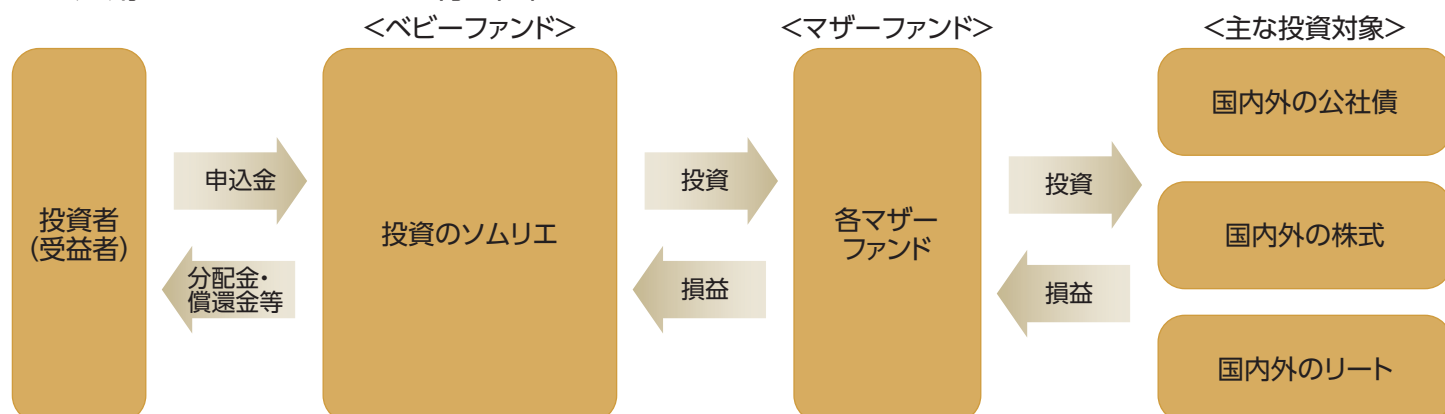 <ベビーファンド>
<マザーファンド>
<主な投資対象>
投資者
(受益者)
申込金
分配金・
償還金等
投資のソムリエ
投資
損益
各マザー
ファンド
投資
損益
国内外の公社債
国内外の株式
国内外のリート